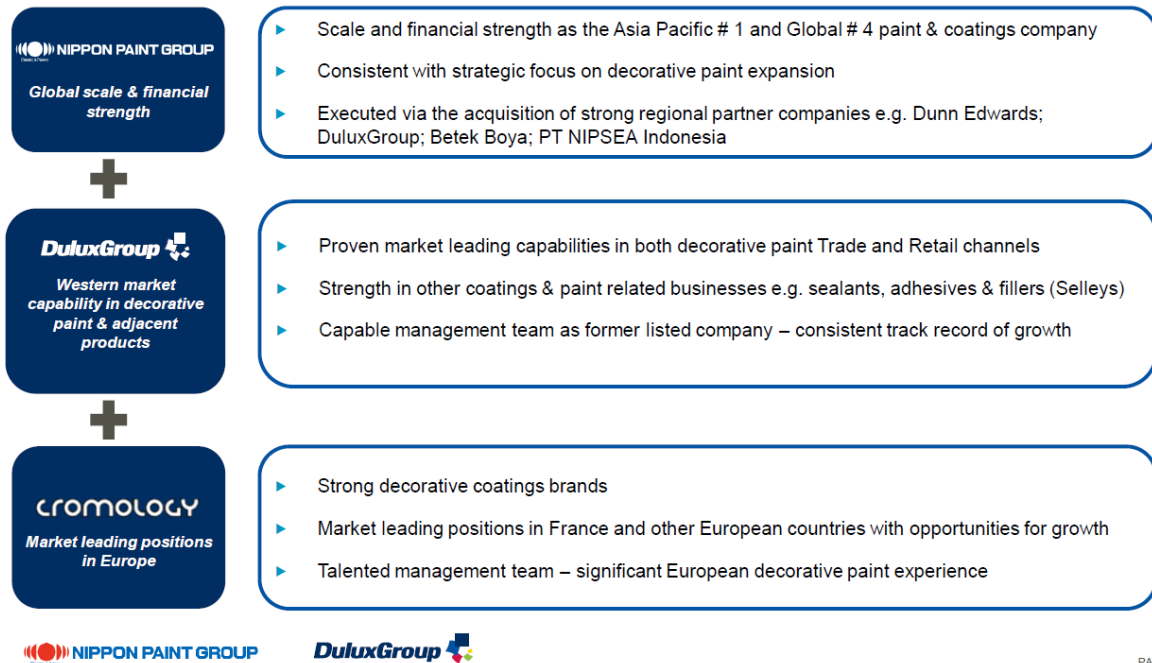 NIPPON PAINT GROUP
Global scale & financial
strength
▶ Scale and financial strength as the Asia Pacific # 1 and Global # 4 paint & coatings company
▶ Consistent with strategic focus on decorative paint expansion
▶ Executed via the acquisition of strong regional partner companies e.g. Dunn Edwards;
DuluxGroup; Betek Boya; PT NIPSEA Indonesia
DuluxGroup
Western market
capability in decorative
paint & adjacent
products
▶ Proven market leading capabilities in both decorative paint Trade and Retail channels
▶ Strength in other coatings & paint related businesses e.g. sealants, adhesives & fillers (Selleys)
▶ Capable management team as former listed company – consistent track record of growth
cromology
Market leading positions
in Europe
▶ Strong decorative coatings brands
▶ Market leading positions in France and other European countries with opportunities for growth
▶ Talented management team – significant European decorative paint experience
NIPPON PAINT GROUP
DuluxGroup